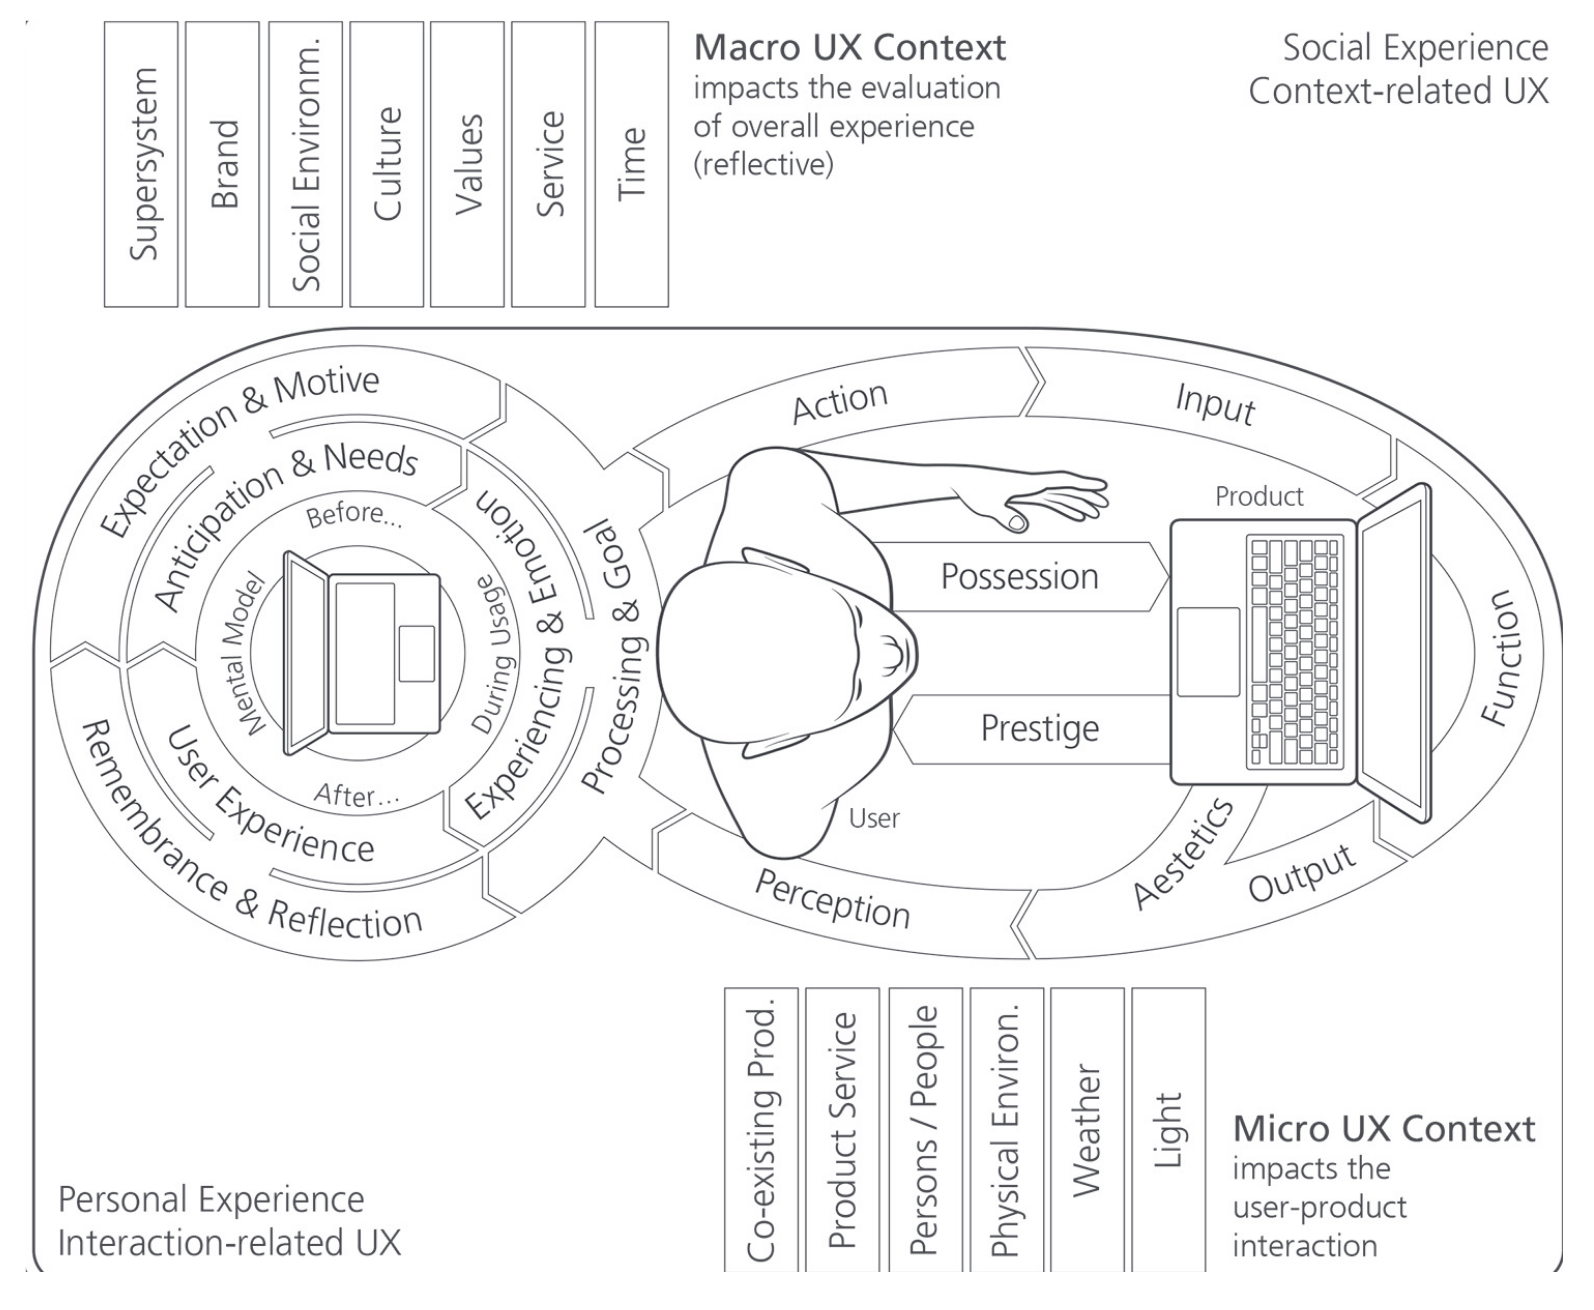 Supersystem
Brand
Social Environm.
Culture
Values
Service
Time
Macro UX Context
impacts the evaluation
of overall experience
(reflective)
Social Experience
Context-related UX
Expectation & Motive
Anticipation & Needs
Before...
Mental Model
During Usage
After...
Experiencing & Emotion
User Experience
Remembrance & Reflection
Processing & Goal
Action
Input
Product
Possession
Function
Prestige
User
Perception
Aestetics
Output
Co-existing Prod.
Product Service
Persons / People
Physical Environ.
Weather
Light
Micro UX Context
impacts the
user-product
interaction
Personal Experience
Interaction-related UX